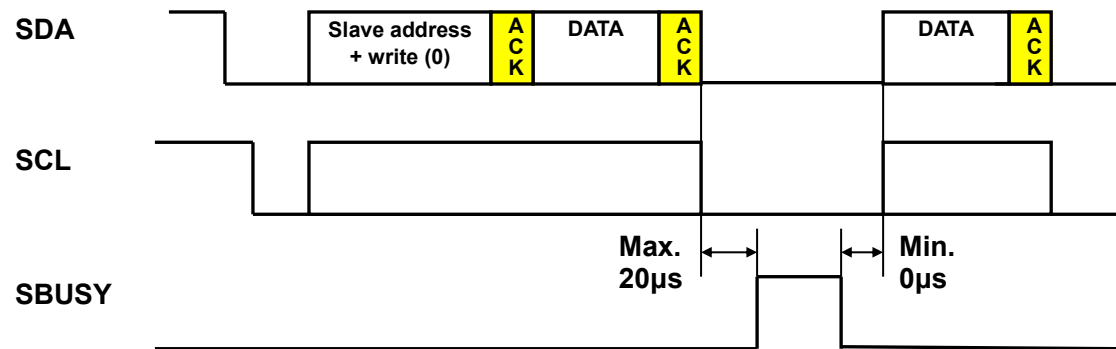 SDA
Slave address
+ write (0)
A
C
K
DATA
A
C
K
DATA
A
C
K
SCL
Max.
20µs
Min.
0µs
SBUSY